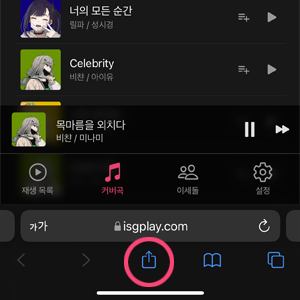 너의 모든 순간
릴파 / 성시경
Celebrity
비챤 / 아이유
목마름을 외치다
비챤 / 미나미
재생 목록
커버곡
이세돌
설정
가가
isgplay.com